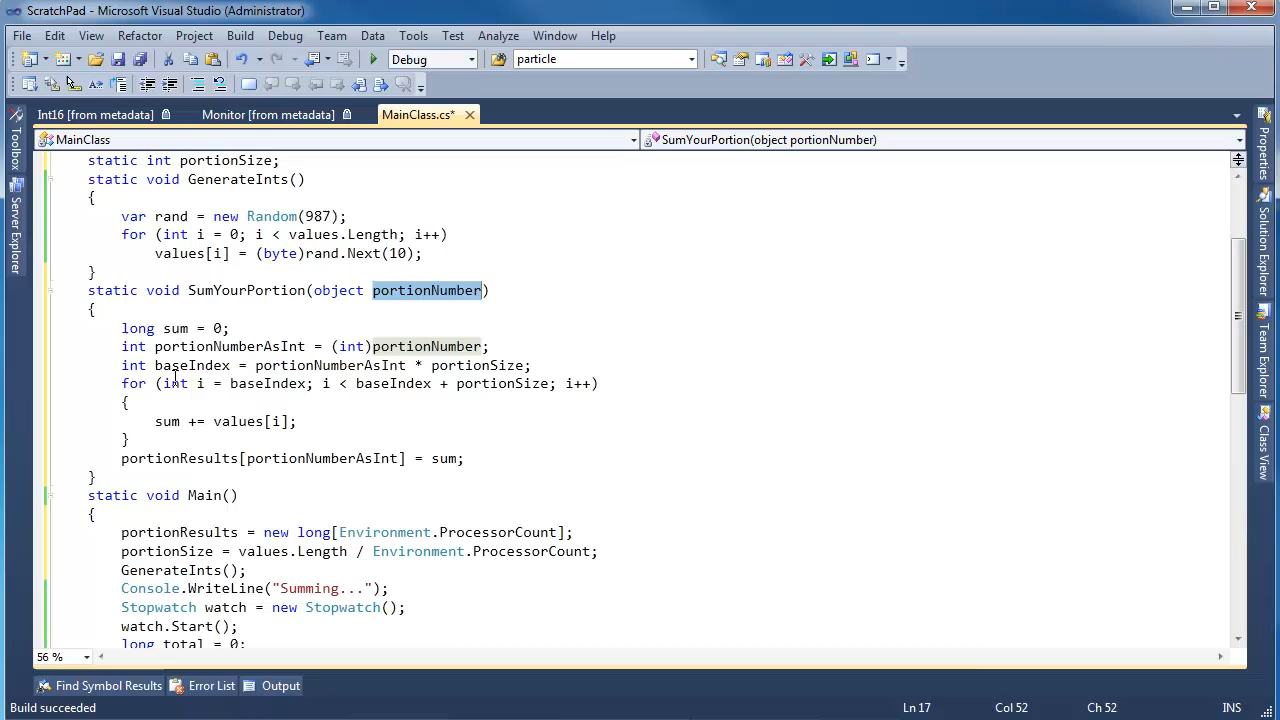 ScratchPad - Microsoft Visual Studio (Administrator)
File Edit View Refactor Project Build Debug Team Data Tools Test Analyze Window Help
Debug particle
Int16 [from metadata] Monitor [from metadata] MainClass.cs*
MainClass SumYourPortion(object portionNumber)
static int portionSize;
static void GenerateInts()
{
var rand = new Random(987);
for (int i = 0; i < values.Length; i++)
values[i] = (byte)rand.Next(10);
}
static void SumYourPortion(object portionNumber)
{
long sum = 0;
int portionNumberAsInt = (int)portionNumber;
int baseIndex = portionNumberAsInt * portionSize;
for (int i = baseIndex; i < baseIndex + portionSize; i++)
{
sum += values[i];
}
portionResults[portionNumberAsInt] = sum;
}
static void Main()
{
portionResults = new long[Environment.ProcessorCount];
portionSize = values.Length / Environment.ProcessorCount;
GenerateInts();
Console.WriteLine("Summing...");
Stopwatch watch = new Stopwatch();
watch.Start();
long total = 0;
56 %
Toolbox
Server Explorer
Properties
Solution Explorer
Team Explorer
Class View
Find Symbol Results Error List Output
Build succeeded Ln 17 Col 52 Ch 52 INS